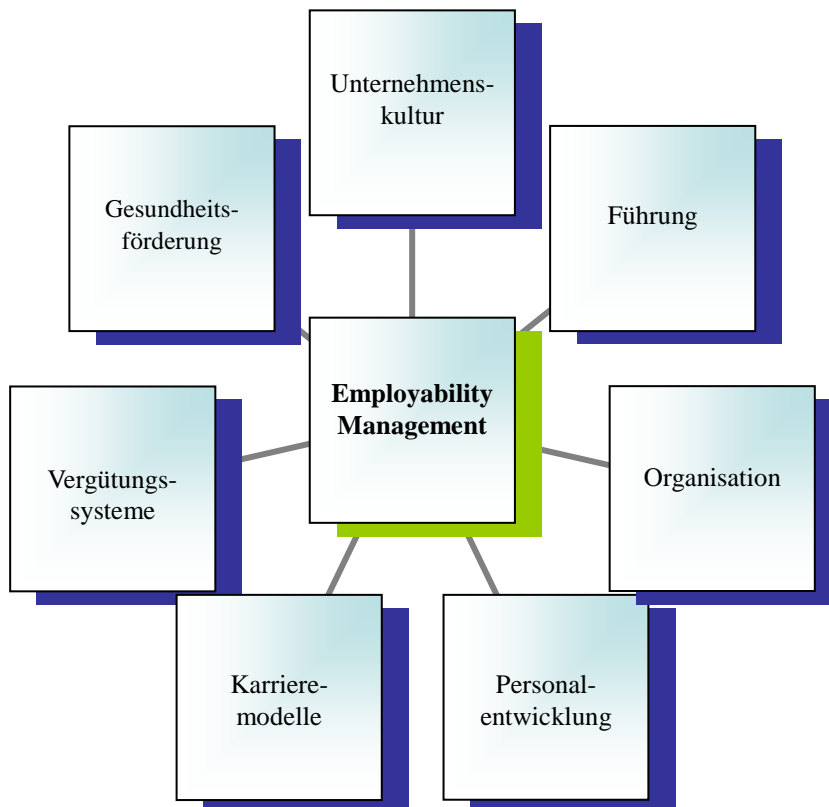 Unternehmens-
kultur
Gesundheits-
förderung
Führung
Employability
Management
Vergütungs-
systeme
Organisation
Karriere-
modelle
Personal-
entwicklung